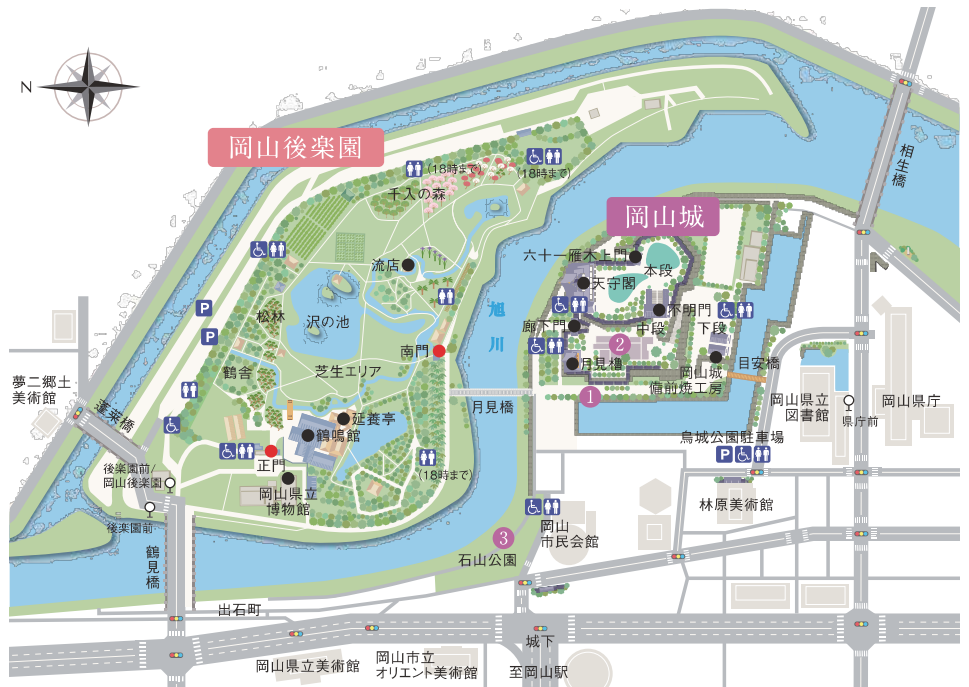 N
岡山後楽園
(18時まで)
(18時まで)
千入の森
相生橋
岡山城
六十一雁木上門
本段
天守閣
流店
旭川
不明門
廊下門
中段
下段
松林
沢の池
P
P
南門
2
月見櫓
岡山城
備前焼工房
目安橋
鶴舎
芝生エリア
夢二郷土
美術館
蓬莱橋
月見橋
1
岡山県立
図書館
県庁前
岡山県庁
延養亭
鶴鳴館
烏城公園駐車場
P
正門
後楽園前/
岡山後楽園
(18時まで)
岡山県立
博物館
後楽園前
林原美術館
岡山
市民会館
3
石山公園
鶴見橋
出石町
城下
岡山県立美術館
岡山市立
オリエント美術館
至岡山駅